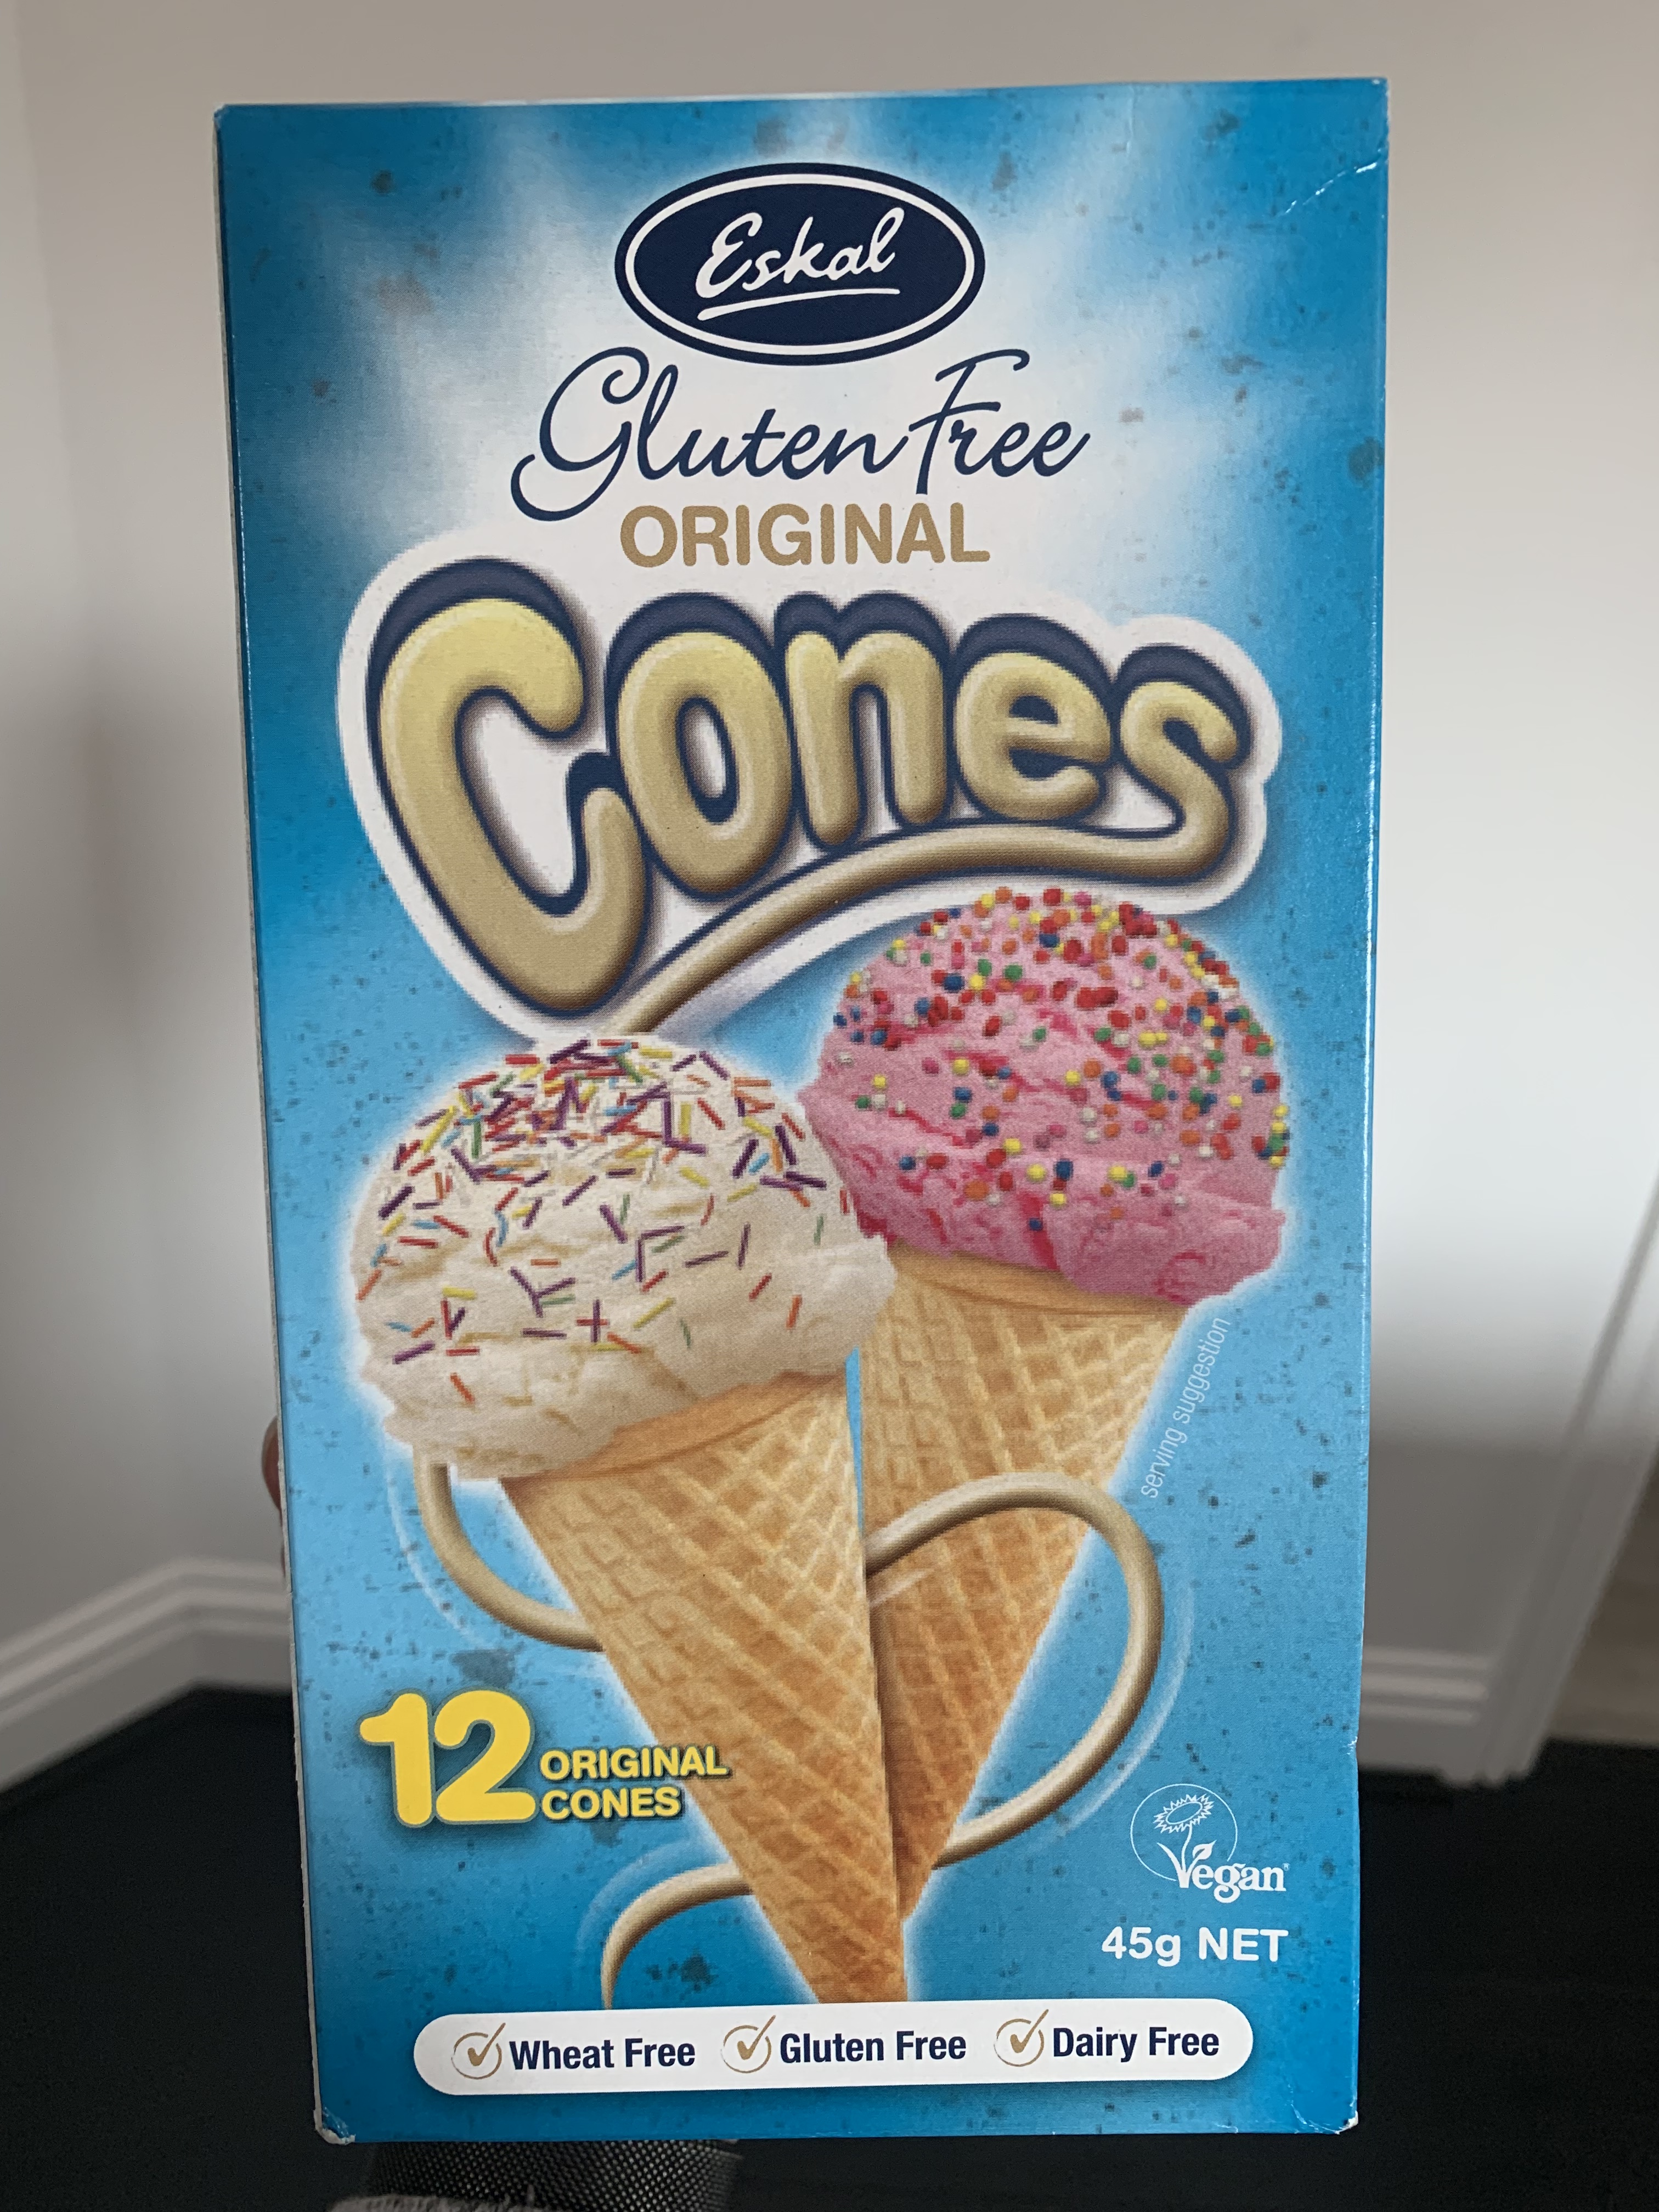 Eskal
Gluten Free
ORIGINAL
Cones
serving suggestion
12 ORIGINAL
CONES
Vegan
45g NET
Wheat Free Gluten Free Dairy Free